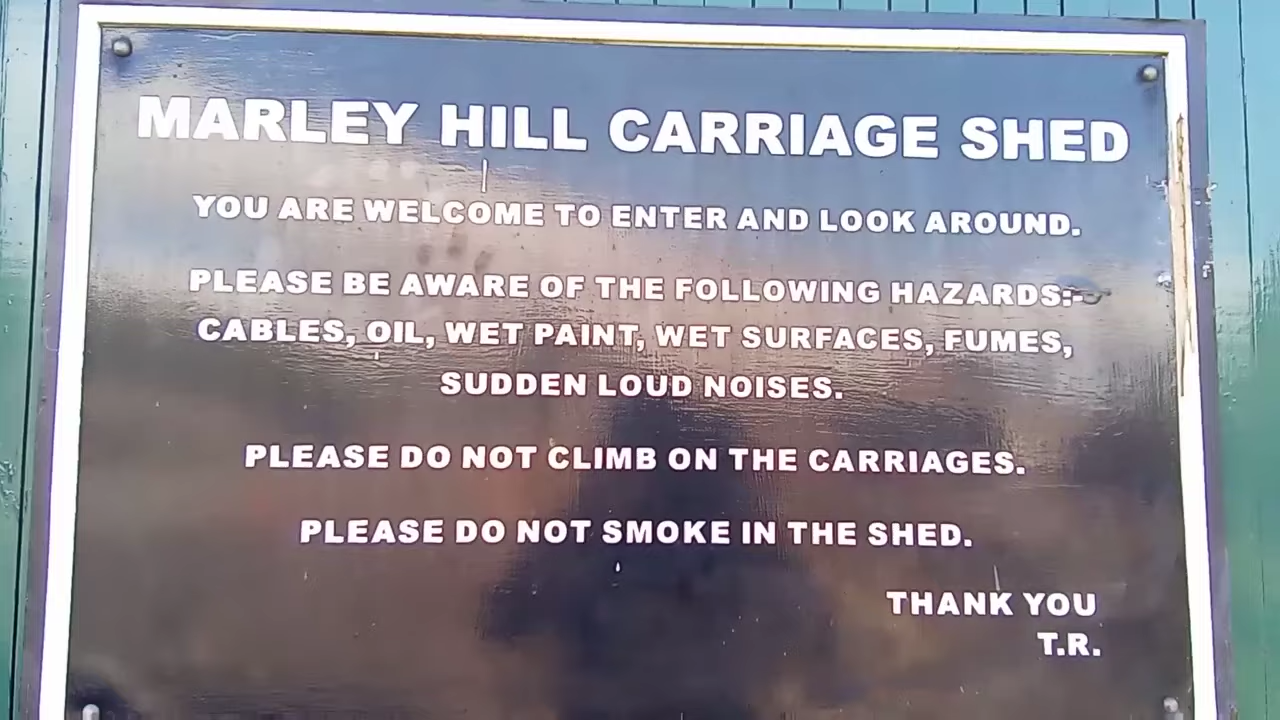 MARLEY HILL CARRIAGE SHED
YOU ARE WELCOME TO ENTER AND LOOK AROUND.
PLEASE BE AWARE OF THE FOLLOWING HAZARDS:-
CABLES, OIL, WET PAINT, WET SURFACES, FUMES,
SUDDEN LOUD NOISES.
PLEASE DO NOT CLIMB ON THE CARRIAGES.
PLEASE DO NOT SMOKE IN THE SHED.
THANK YOU
T.R.